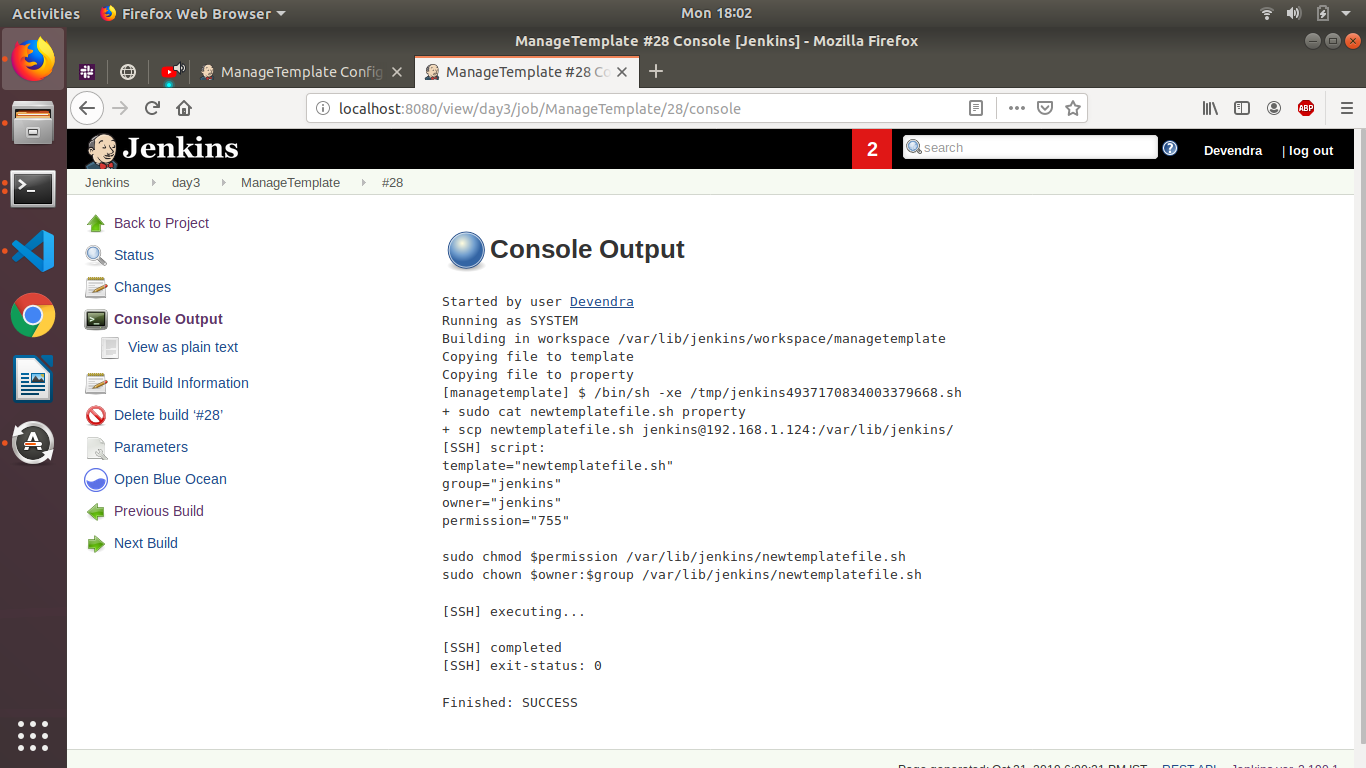 Activities
Firefox Web Browser
Mon 18:02
ManageTemplate #28 Console [Jenkins] - Mozilla Firefox
ManageTemplate Config
ManageTemplate #28 Co
localhost:8080/view/day3/job/ManageTemplate/28/console
ABP
Jenkins
2
search
Devendra
| log out
Jenkins
day3
ManageTemplate
#28
Back to Project
Status
Changes
Console Output
View as plain text
Edit Build Information
Delete build ‘#28’
Parameters
Open Blue Ocean
Previous Build
Next Build
Console Output
Started by user Devendra
Running as SYSTEM
Building in workspace /var/lib/jenkins/workspace/managetemplate
Copying file to template
Copying file to property
[managetemplate] $ /bin/sh -xe /tmp/jenkins4937170834003379668.sh
+ sudo cat newtemplatefile.sh property
+ scp newtemplatefile.sh jenkins@192.168.1.124:/var/lib/jenkins/
[SSH] script:
template="newtemplatefile.sh"
group="jenkins"
owner="jenkins"
permission="755"
sudo chmod $permission /var/lib/jenkins/newtemplatefile.sh
sudo chown $owner:$group /var/lib/jenkins/newtemplatefile.sh
[SSH] executing...
[SSH] completed
[SSH] exit-status: 0
Finished: SUCCESS